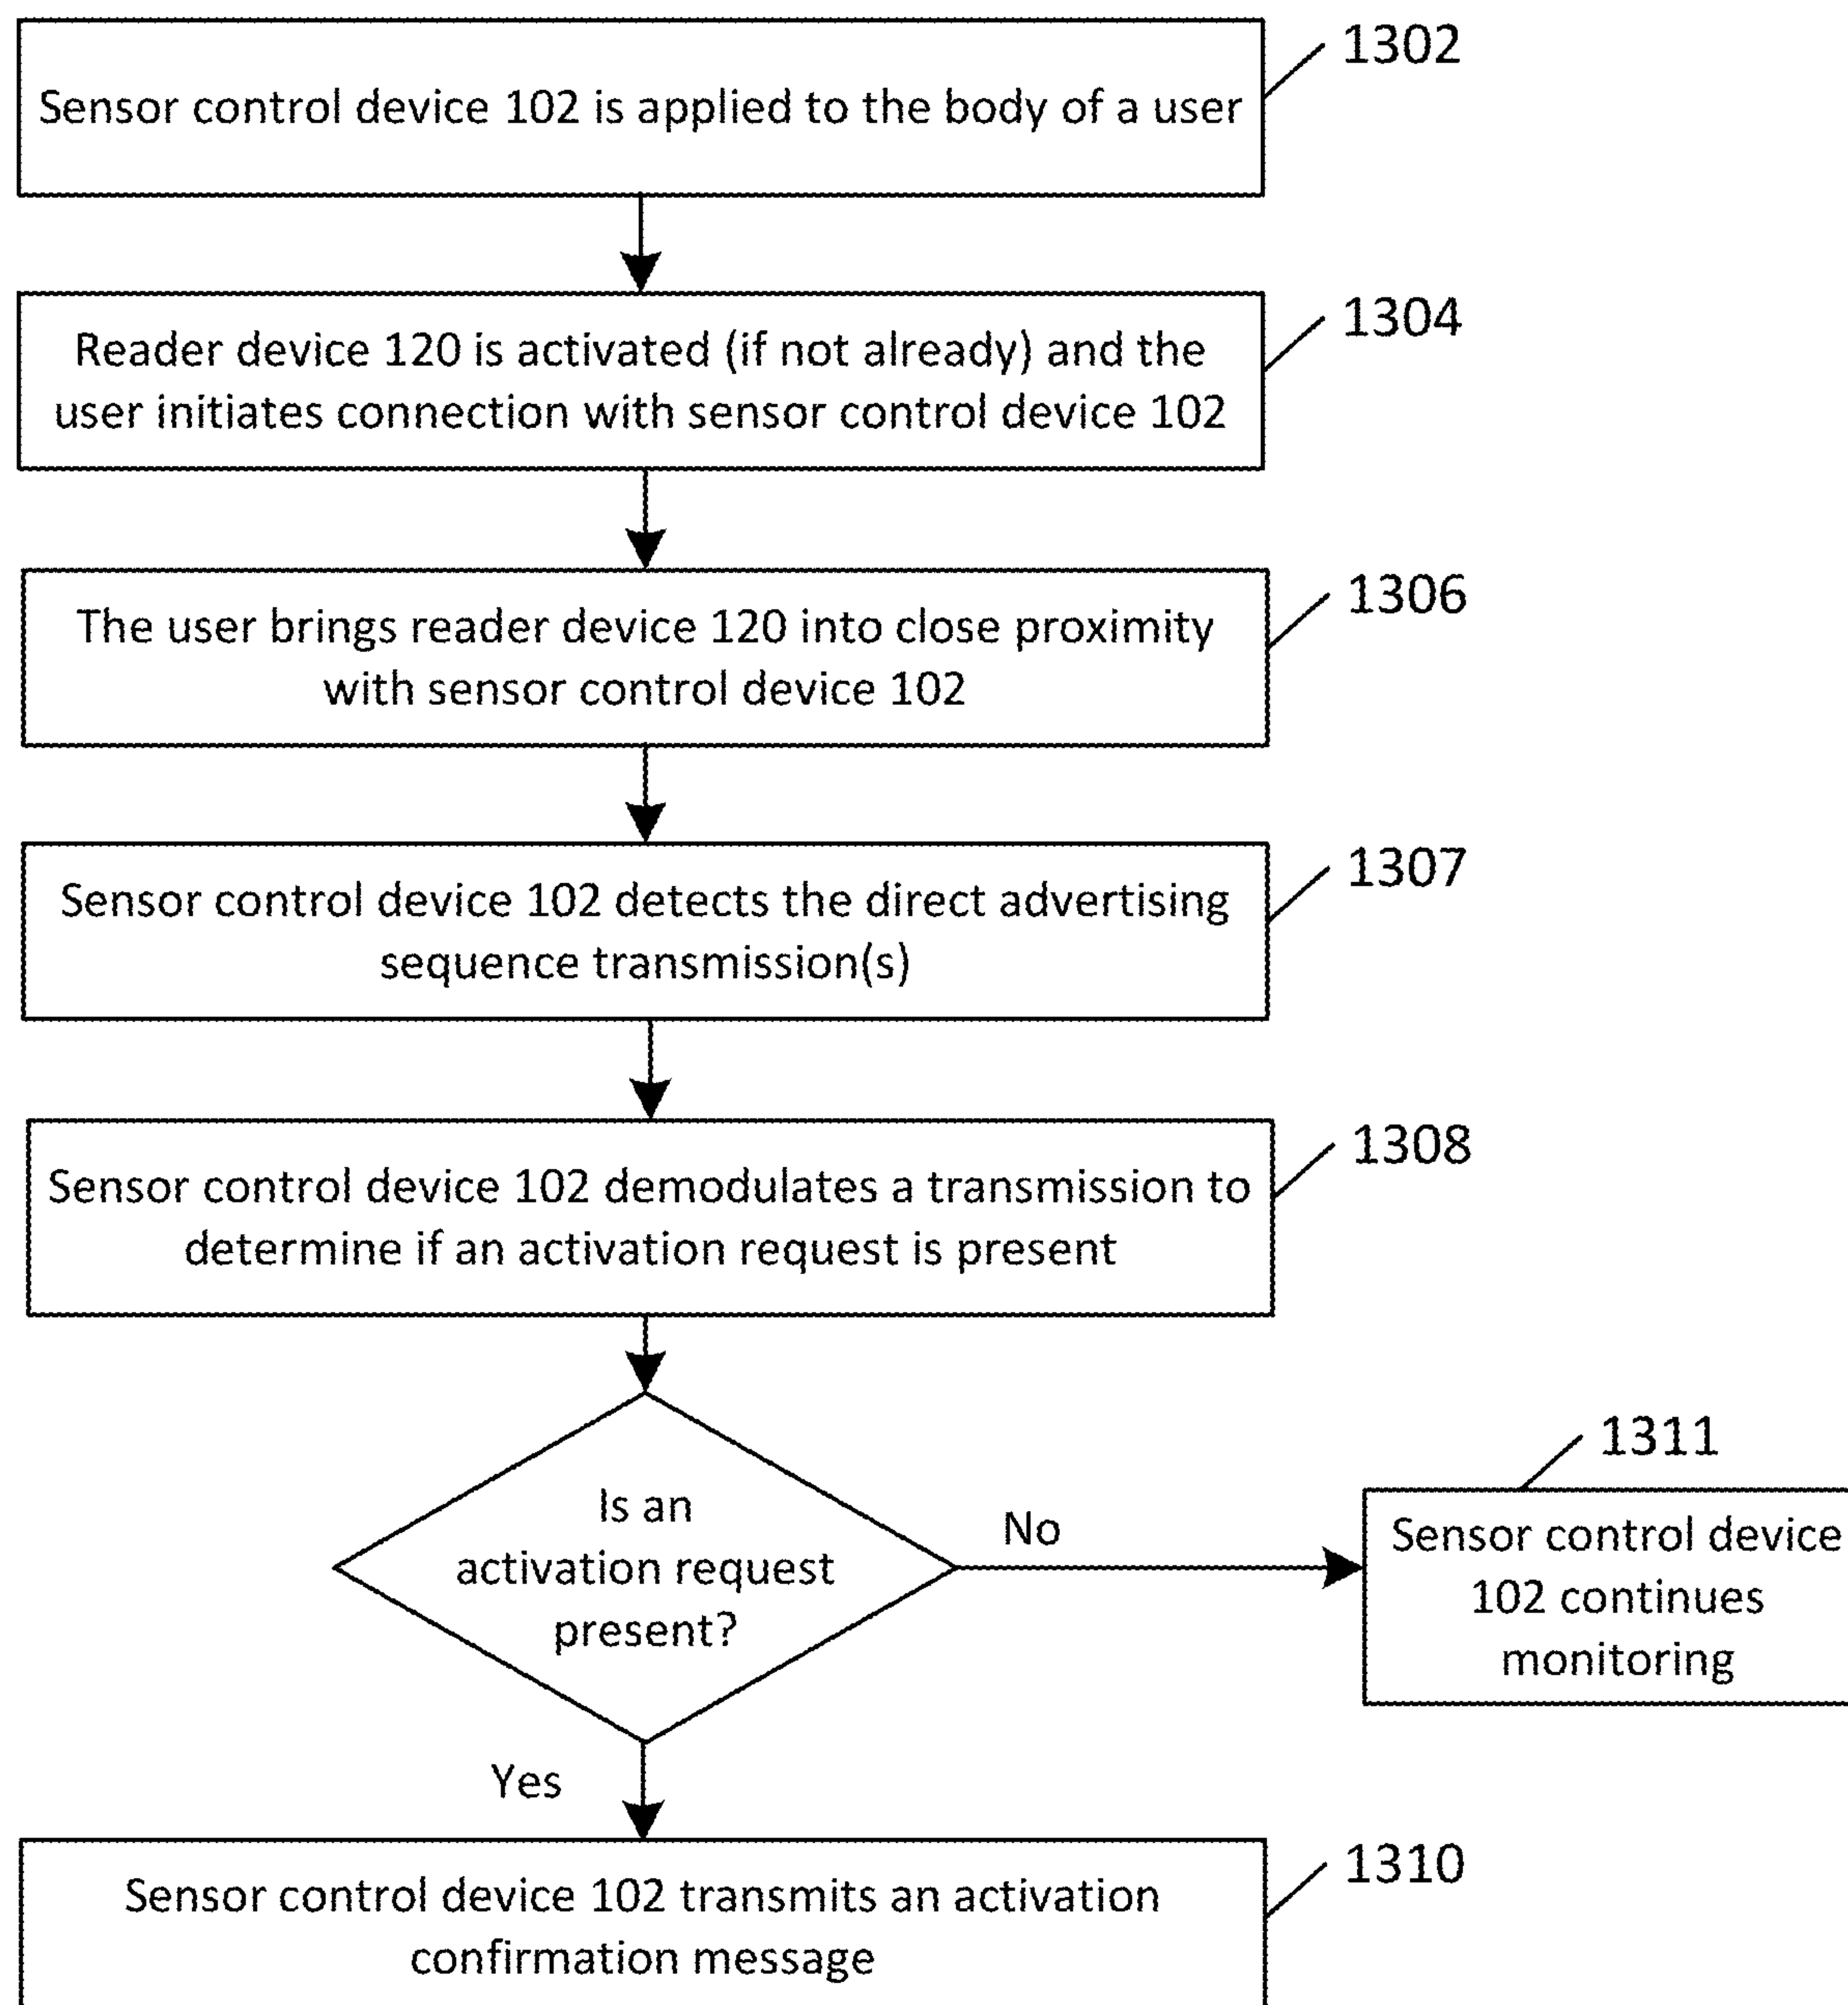 1302
Sensor control device 102 is applied to the body of a user
1304
Reader device 120 is activated (if not already) and the
user initiates connection with sensor control device 102
1306
The user brings reader device 120 into close proximity
with sensor control device 102
1307
Sensor control device 102 detects the direct advertising
sequence transmission(s)
1308
Sensor control device 102 demodulates a transmission to
determine if an activation request is present
Is an
activation request
present?
No
1311
Sensor control device
102 continues
monitoring
Yes
1310
Sensor control device 102 transmits an activation
confirmation message